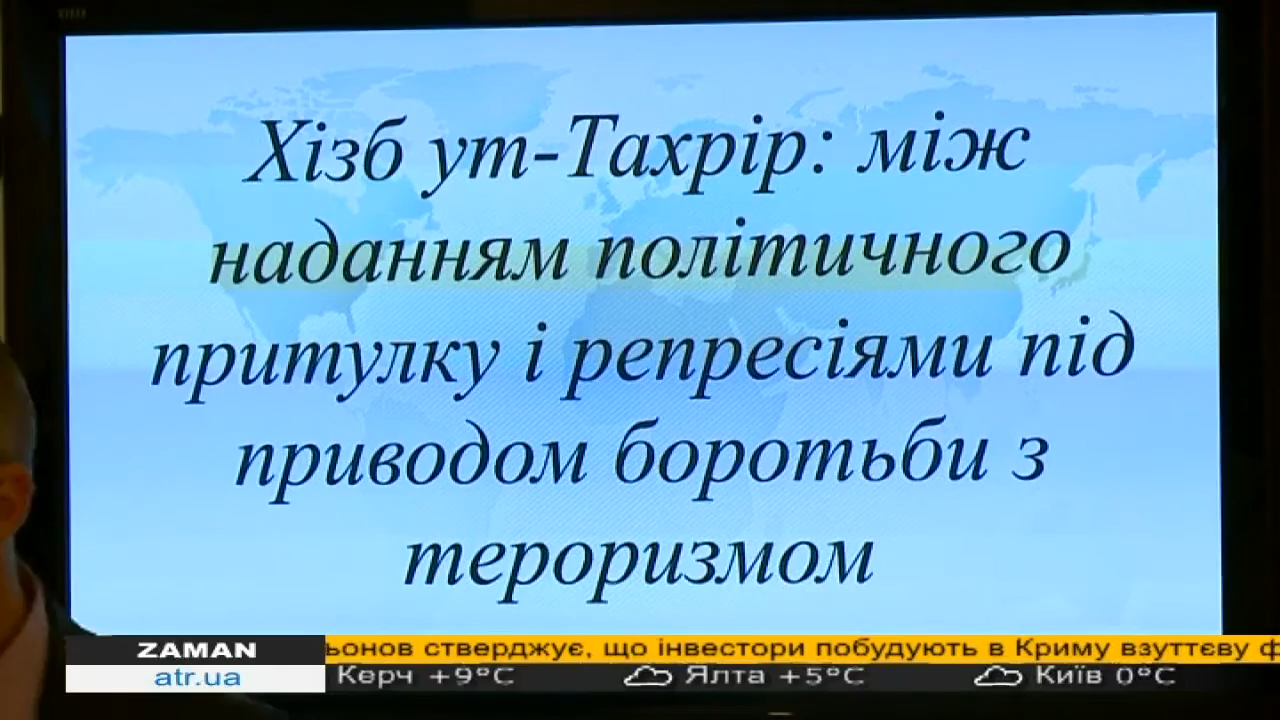 Хізб ут-Тахрір: між
наданням політичного
притулку і репресіями під
приводом боротьби з
тероризмом
ZAMAN
ьонов стверджує, що інвестори побудують в Криму взуттєву ф
atr.ua
Керч +9°C Ялта +5°C Київ 0°C